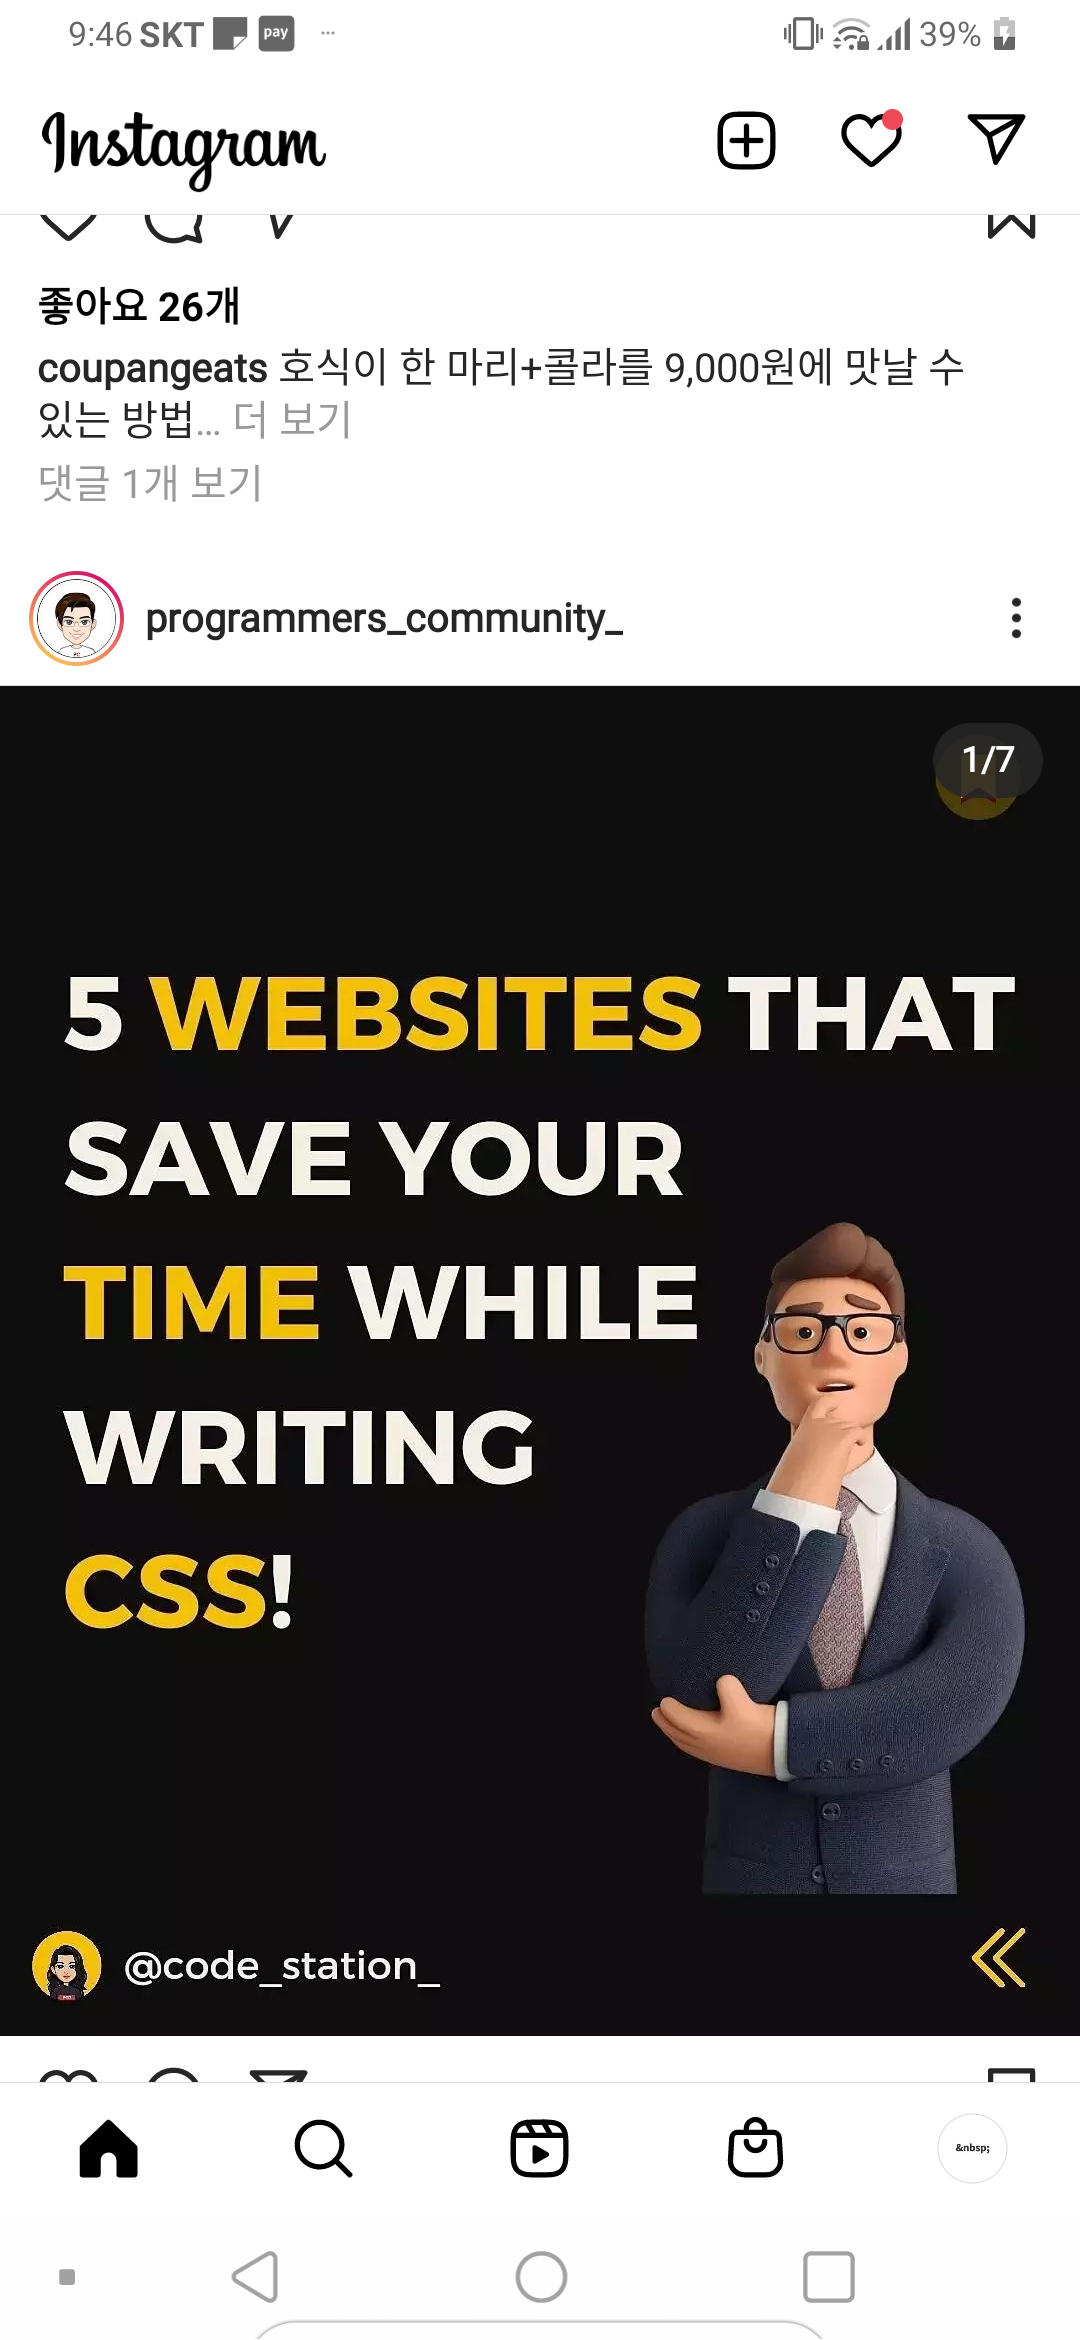 9:46 SKT pay ... 39%
Instagram
좋아요 26개
coupangeats 호식이 한 마리+콜라를 9,000원에 맛날 수
있는 방법... 더 보기
댓글 1개 보기
programmers_community_
1/7
5 WEBSITES THAT
SAVE YOUR
TIME WHILE
WRITING
CSS!
@code_station_
&nbsp;